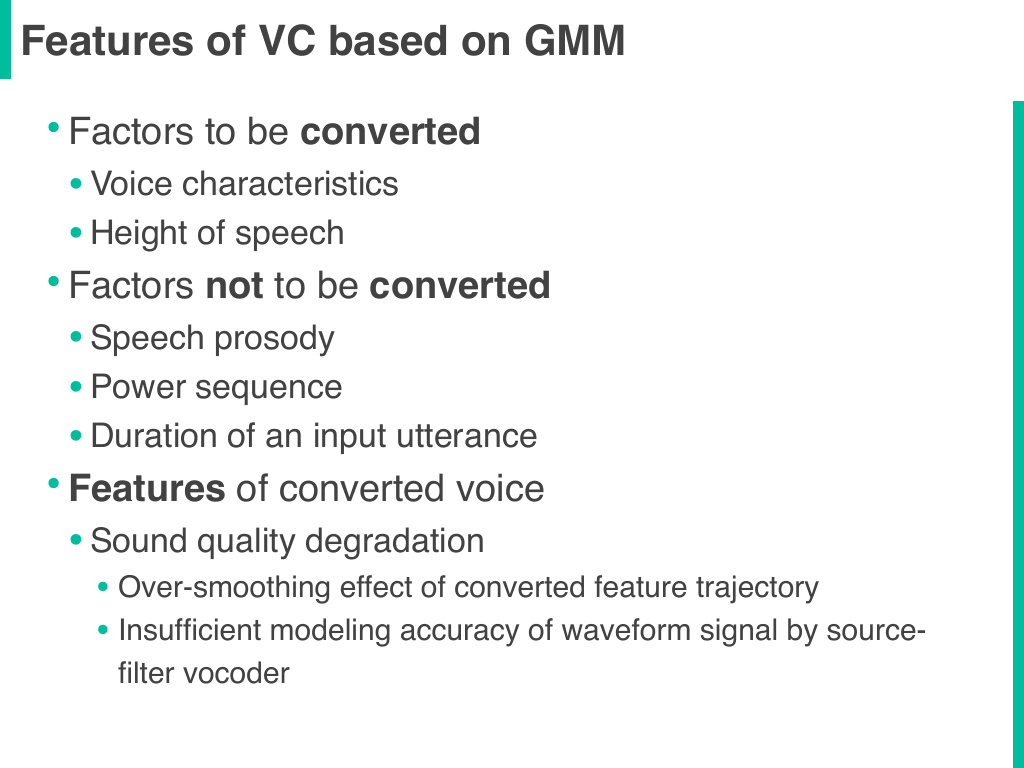 Features of VC based on GMM
• Factors to be converted
• Voice characteristics
• Height of speech
• Factors not to be converted
• Speech prosody
• Power sequence
• Duration of an input utterance
• Features of converted voice
• Sound quality degradation
• Over-smoothing effect of converted feature trajectory
• Insufficient modeling accuracy of waveform signal by source-
filter vocoder